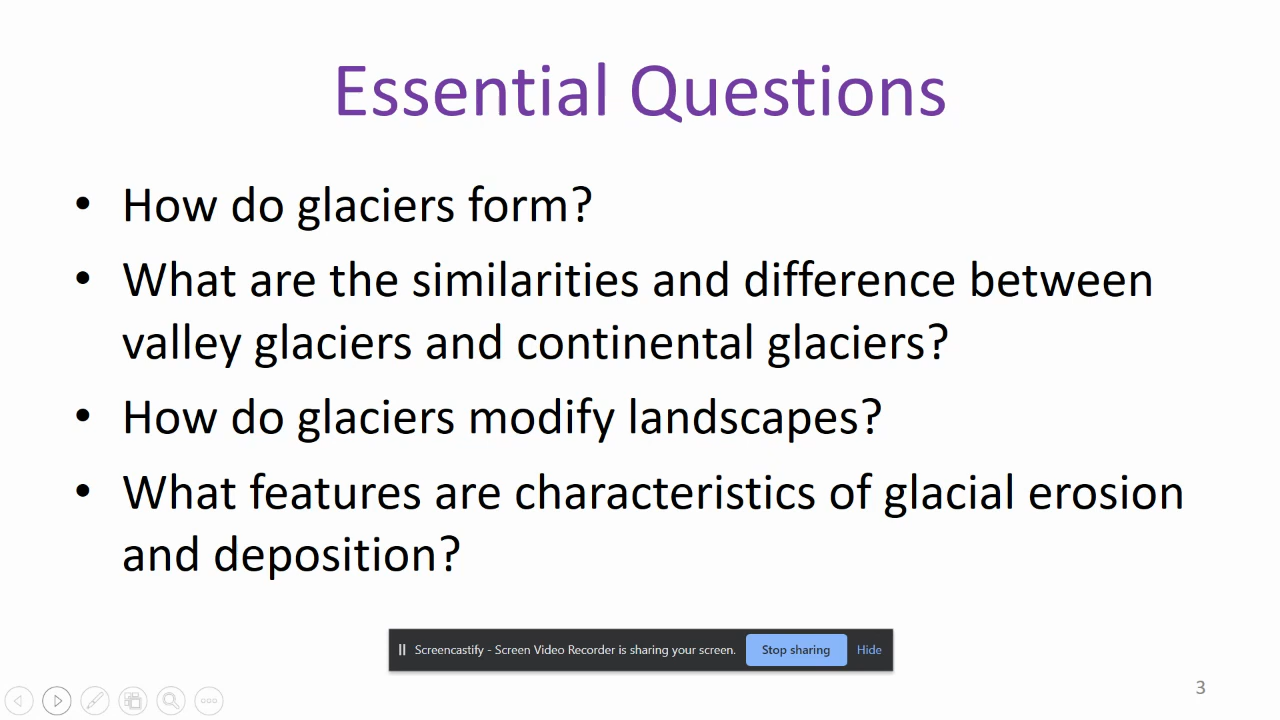 Essential Questions
• How do glaciers form?
• What are the similarities and difference between
valley glaciers and continental glaciers?
• How do glaciers modify landscapes?
• What features are characteristics of glacial erosion
and deposition?
Screencastify - Screen Video Recorder is sharing your screen. Stop sharing Hide
3